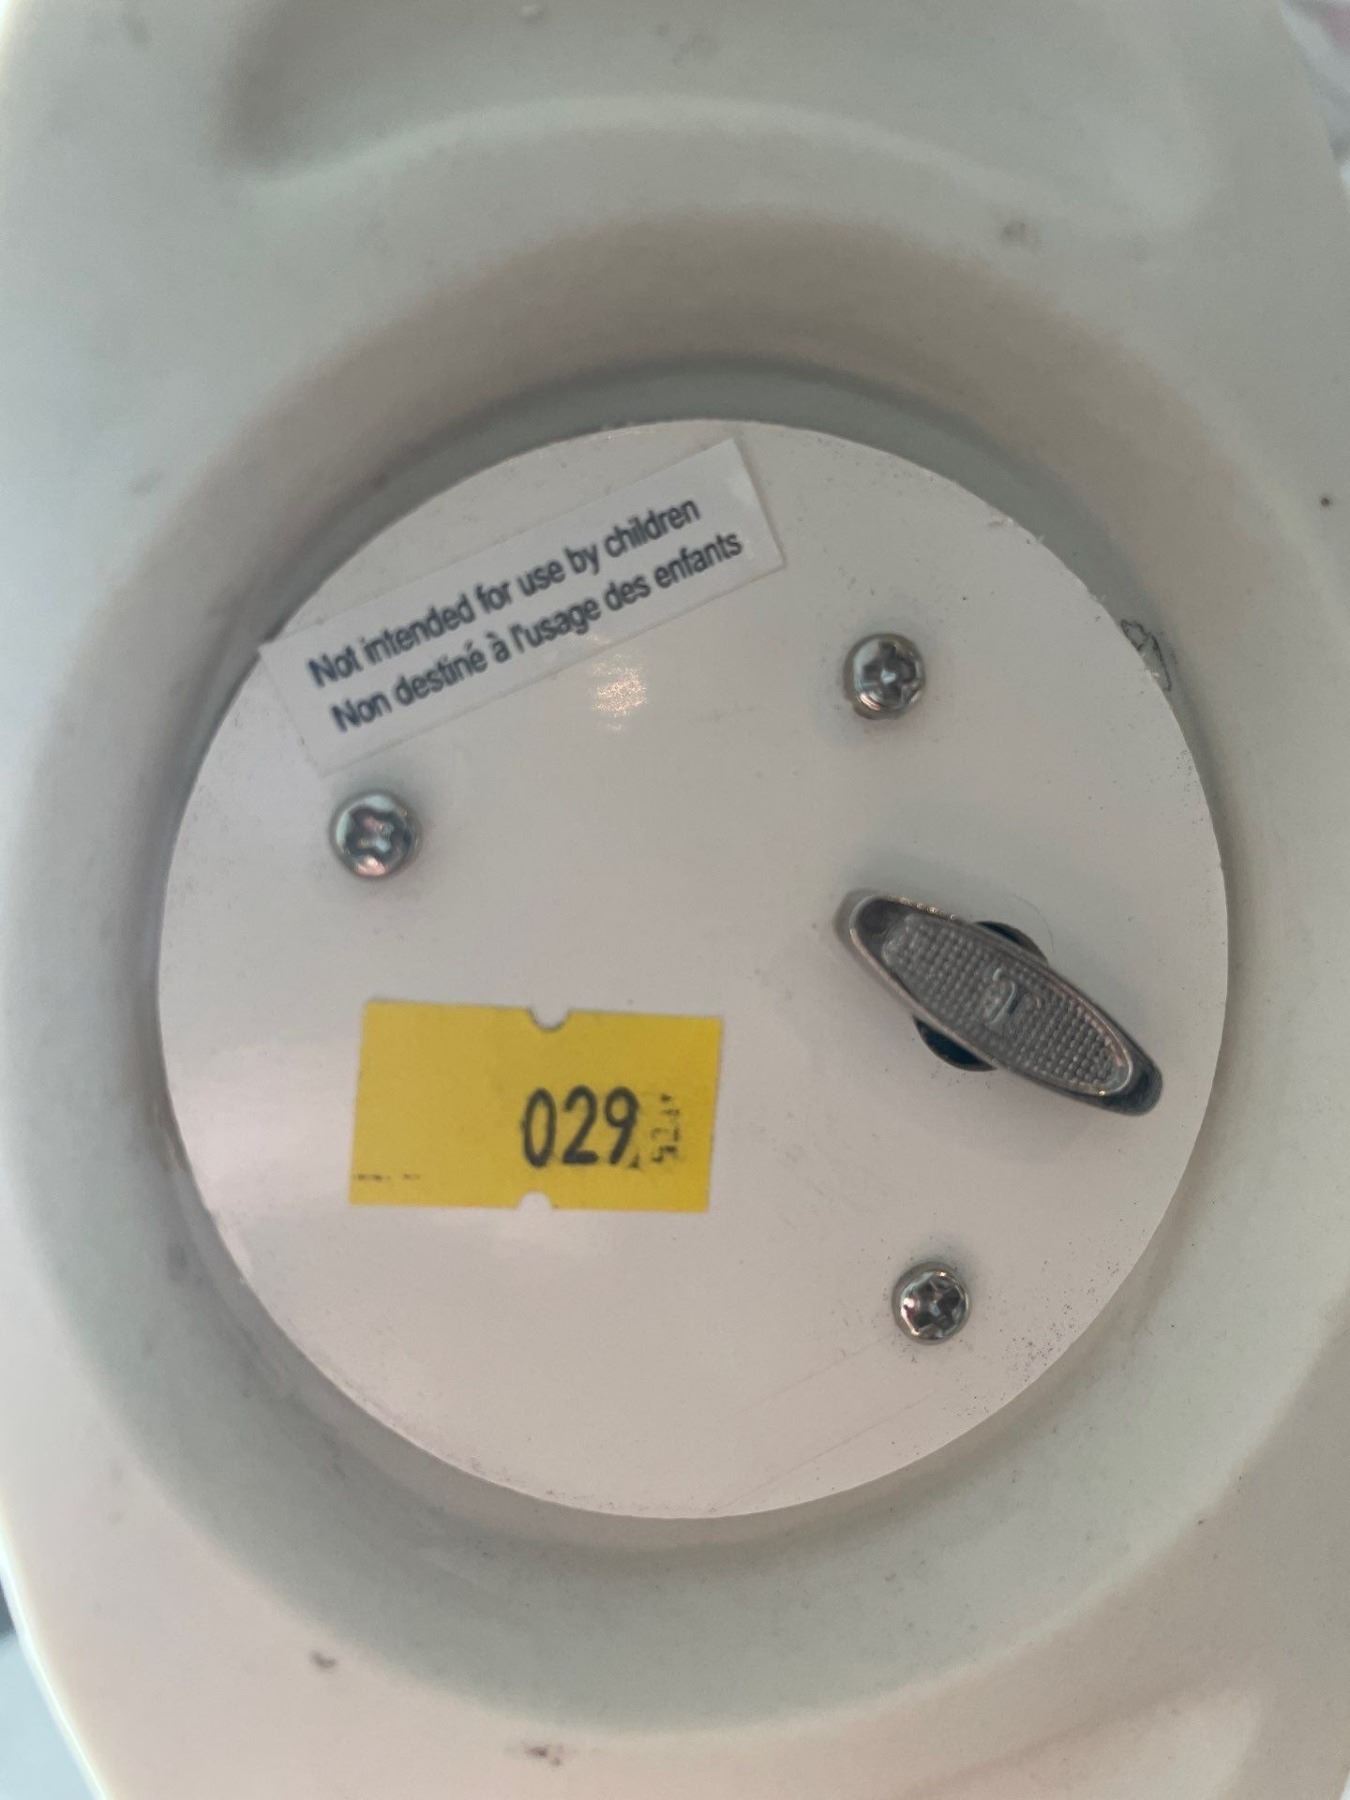 Not intended for use by children
Non destiné à l'usage des enfants
029